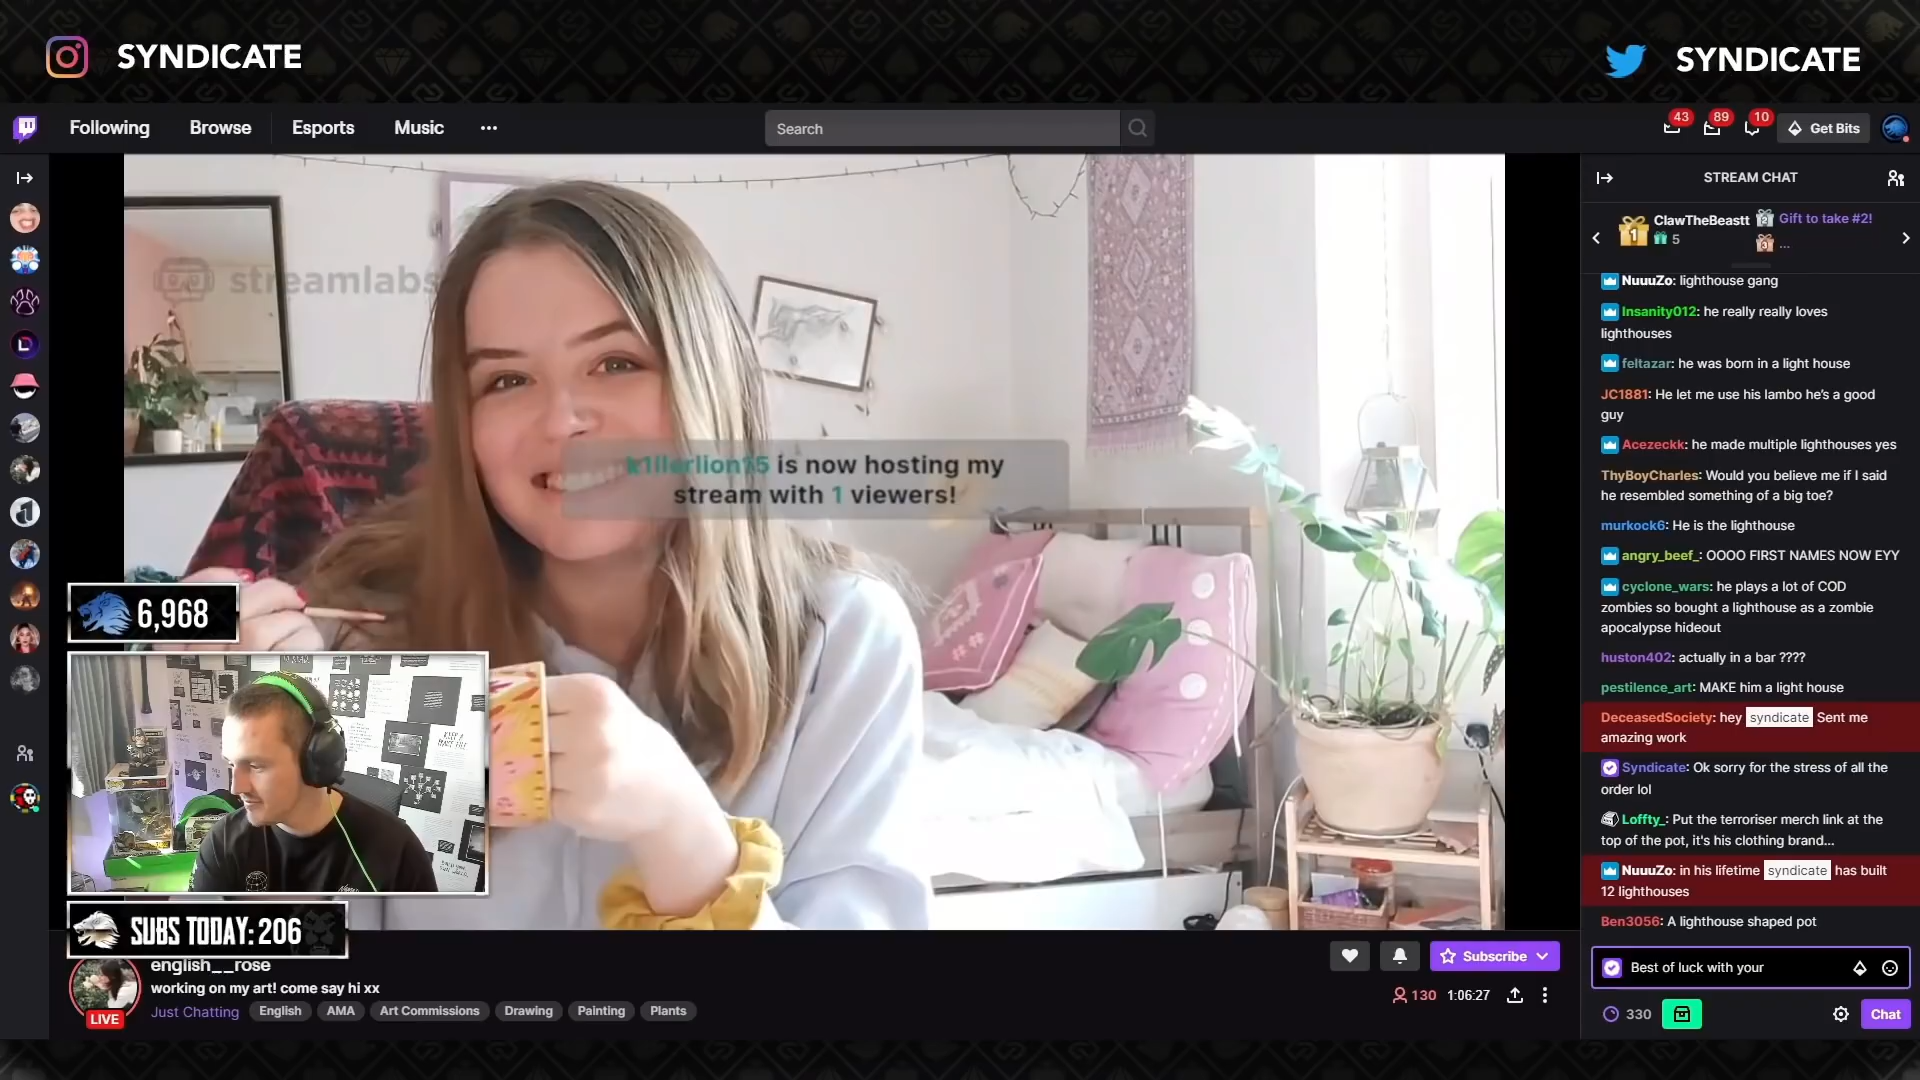 SYNDICATE
SYNDICATE
Following
Browse
Esports
Music
Search
43
89
10
Get Bits
STREAM CHAT
ClawTheBeastt
5
Gift to take #2!
...
streamlabs
k1llerlion15 is now hosting my
stream with 1 viewers!
NuuuZo: lighthouse gang
Insanity012: he really really loves
lighthouses
feltazar: he was born in a light house
JC1881: He let me use his lambo he's a good
guy
Acezeckk: he made multiple lighthouses yes
ThyBoyCharles: Would you believe me if I said
he resembled something of a big toe?
murkock6: He is the lighthouse
angry_beef_: OOOO FIRST NAMES NOW EYY
cyclone_wars: he plays a lot of COD
zombies so bought a lighthouse as a zombie
apocalypse hideout
huston402: actually in a bar ????
pestilence_art: MAKE him a light house
DeceasedSociety: hey syndicate Sent me
amazing work
Syndicate: Ok sorry for the stress of all the
order lol
Loffty_: Put the terroriser merch link at the
top of the pot, it's his clothing brand...
NuuuZo: in his lifetime syndicate has built
12 lighthouses
Ben3056: A lighthouse shaped pot
Best of luck with your
330
Chat
6,968
SUBS TODAY: 206
english__rose
working on my art! come say hi xx
Just Chatting
English
AMA
Art Commissions
Drawing
Painting
Plants
LIVE
Subscribe
130
1:06:27